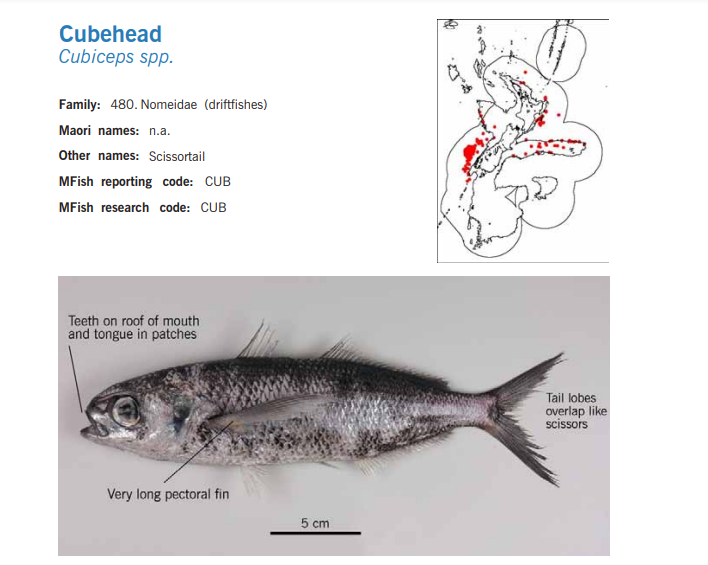 Cubehead
Cubiceps spp.
Family: 480. Nomeidae (driftfishes)
Maori names: n.a.
Other names: Scissortail
MFish reporting code: CUB
MFish research code: CUB
Teeth on roof of mouth
and tongue in patches
Tail lobes
overlap like
scissors
Very long pectoral fin
5 cm